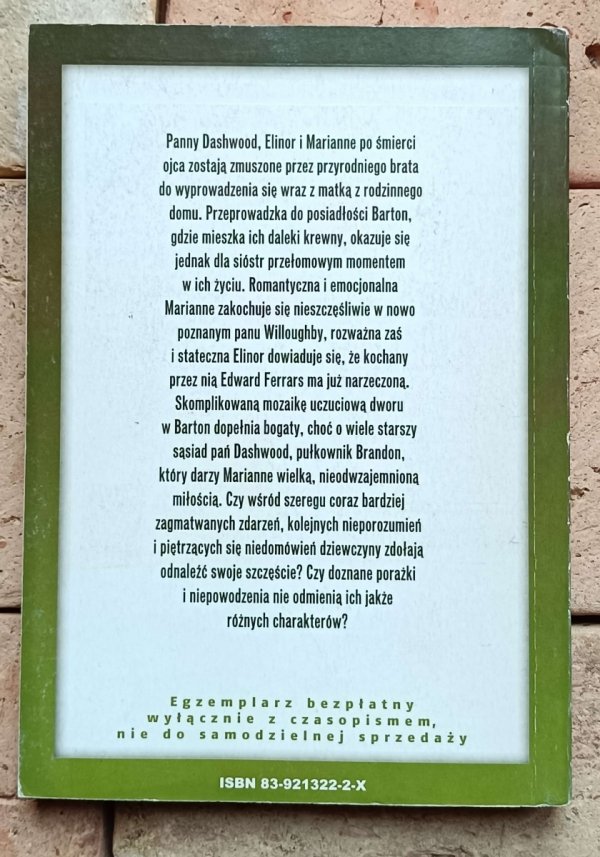 Panny Dashwood, Elinor i Marianne po śmierci
ojca zostają zmuszone przez przyrodniego brata
do wyprowadzenia się wraz z matką z rodzinnego
domu. Przeprowadzka do posiadłości Barton,
gdzie mieszka ich daleki krewny, okazuje się
jednak dla sióstr przełomowym momentem
w ich życiu. Romantyczna i emocjonalna
Marianne zakochuje się nieszczęśliwie w nowo
poznanym panu Willoughby, rozważna zaś
i stateczna Elinor dowiaduje się, że kochany
przez nią Edward Ferrars ma już narzeczoną.
Skomplikowaną mozaikę uczuciową dworu
w Barton dopełnia bogaty, choć o wiele starszy
sąsiad pań Dashwood, pułkownik Brandon,
który darzy Marianne wielką, nieodwzajemnioną
miłością. Czy wśród szeregu coraz bardziej
zagmatwanych zdarzeń, kolejnych nieporozumień
i piętrzących się niedomówień dziewczyny zdołają
odnaleźć swoje szczęście? Czy doznane porażki
i niepowodzenia nie odmienią ich jakże
różnych charakterów?
Egzemplarz bezpłatny
wyłącznie z czasopismem,
nie do samodzielnej sprzedaży
ISBN 83-921322-2-X